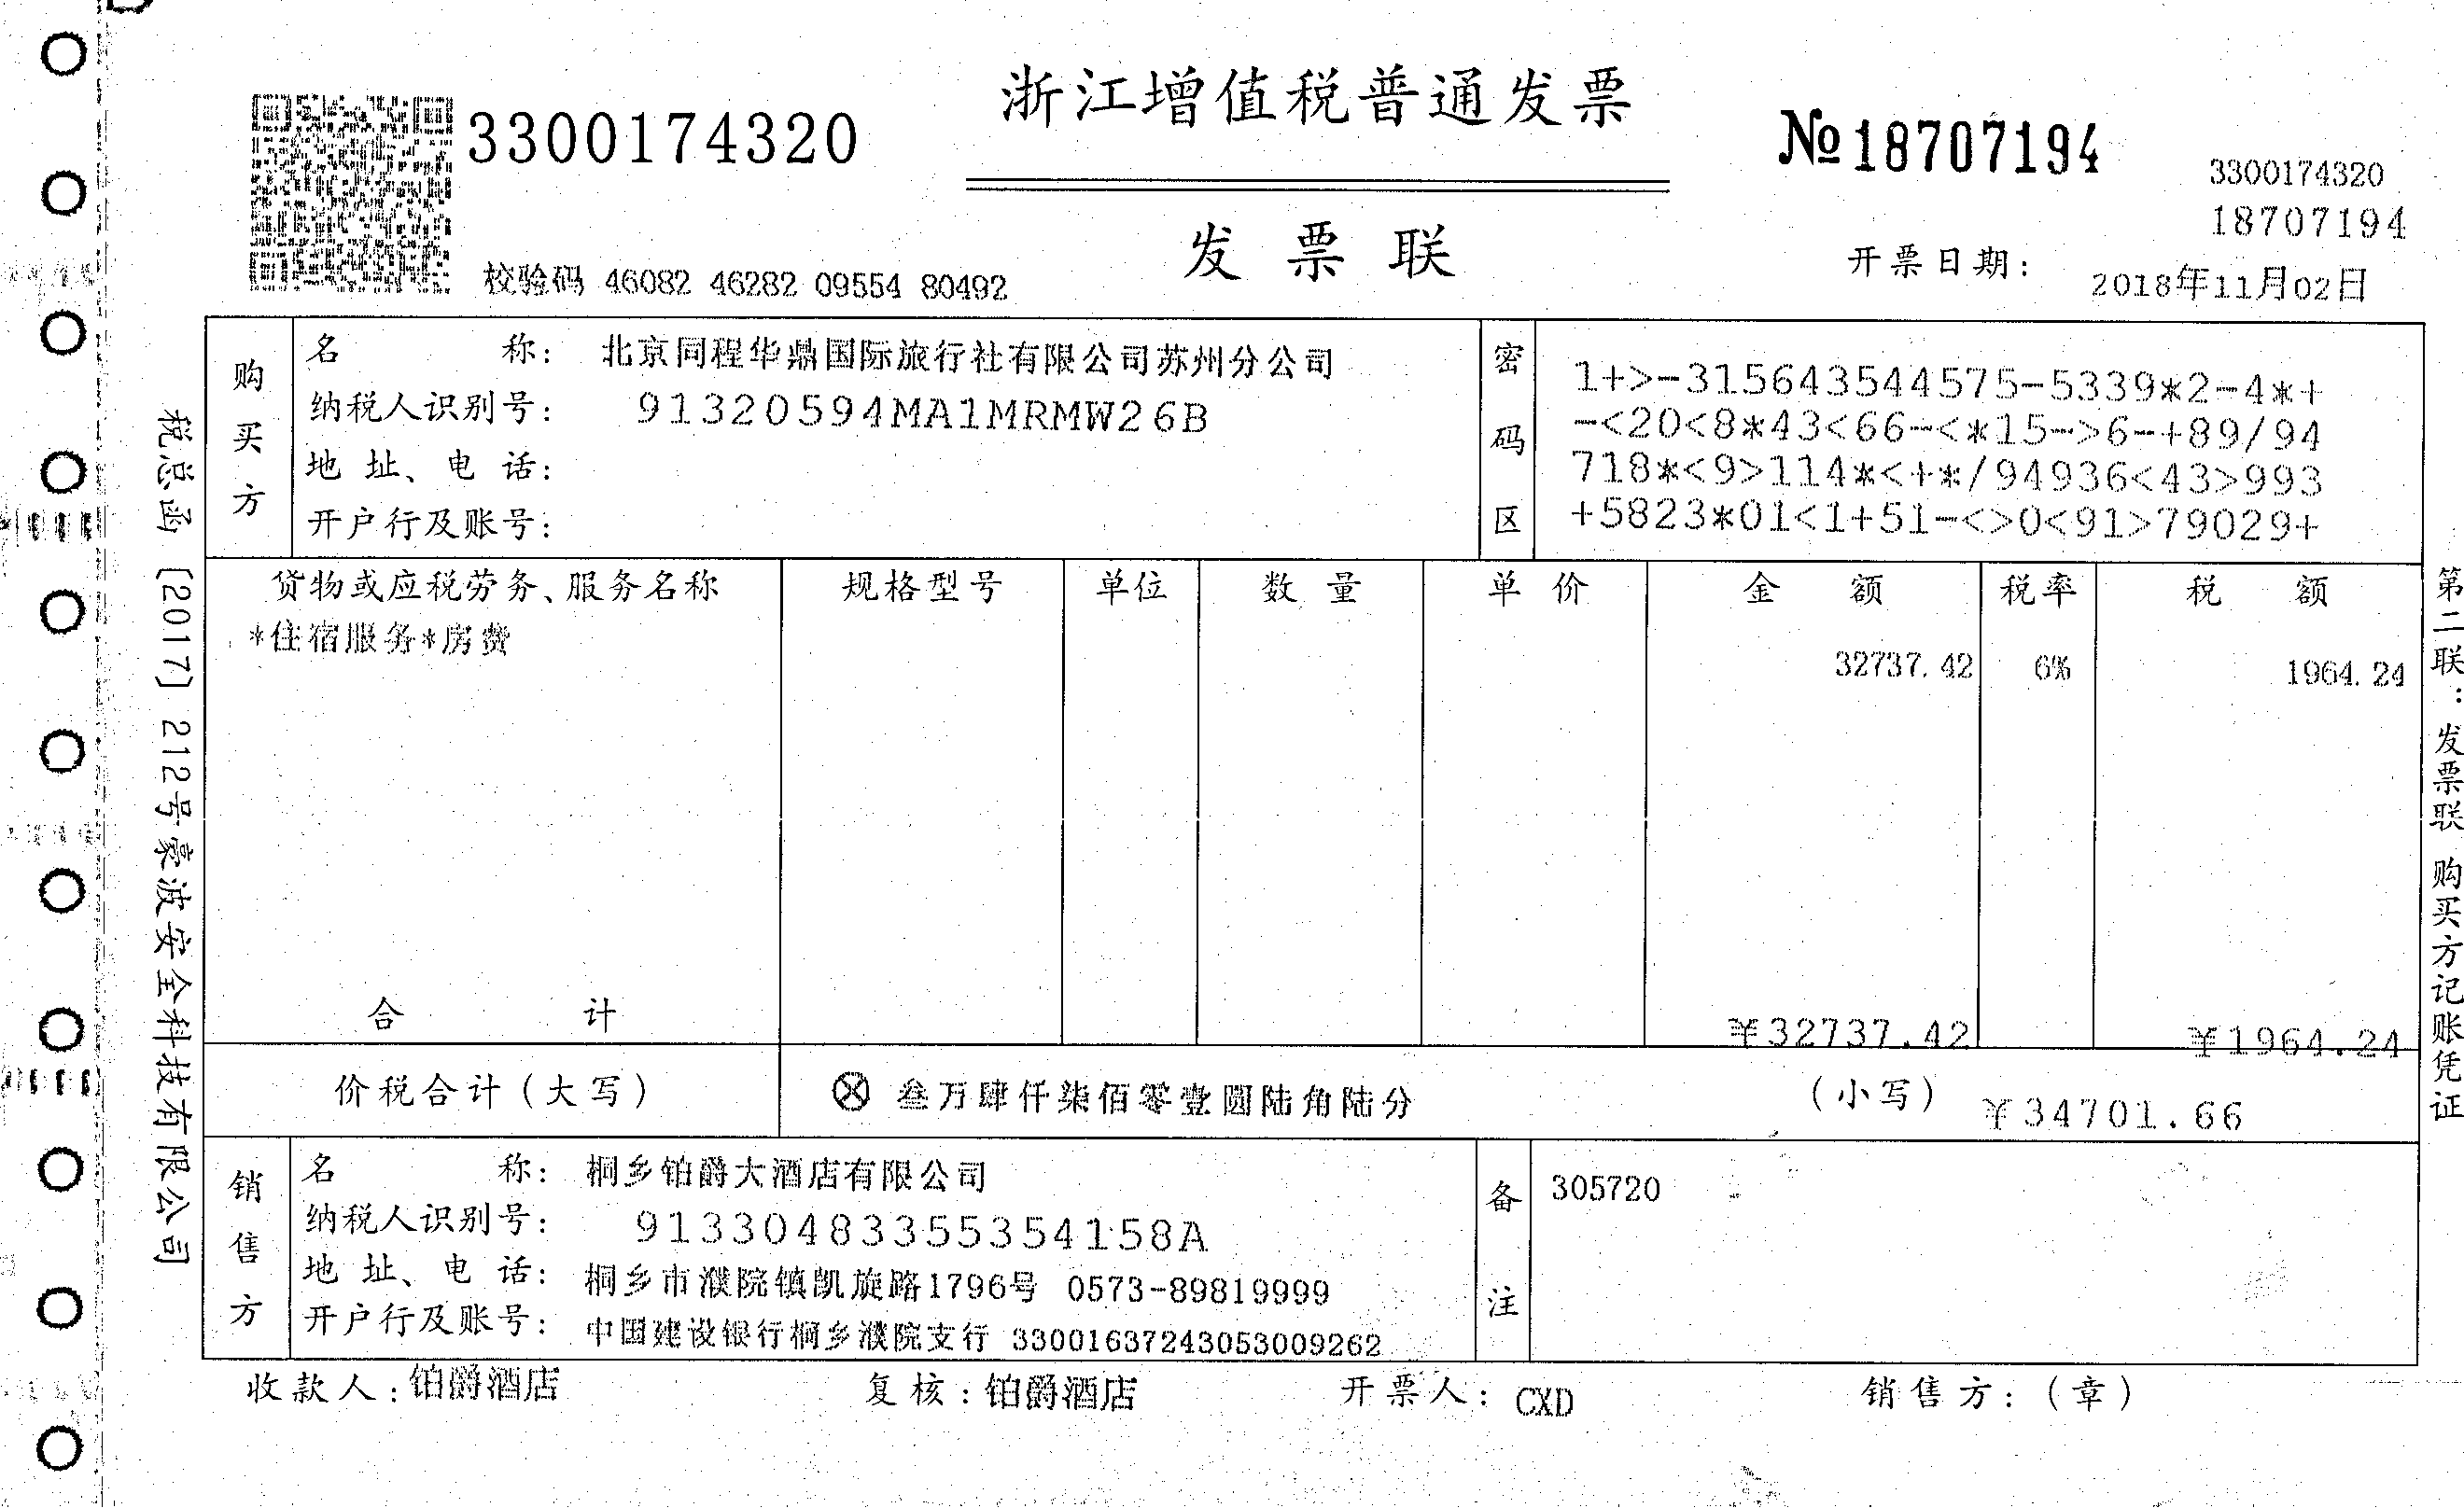 浙江增值税普通发票
3300174320
№18707194
3300174320
18707194
发票联
校验码 46082 46282 09554 80492
开票日期: 2018年11月02日
购买方
名称: 北京同程华鼎国际旅行社有限公司苏州分公司
纳税人识别号: 91320594MA1MRMW26B
地址、电话:
开户行及账号:
密码区
1+>-315643544575-5339*2-4*+
-<20<8*43<66-<*15->6-+89/94
718*<9>114*<+*/94936<43>993
+5823*01<1+51-<>0<91>79029+
货物或应税劳务、服务名称 规格型号 单位 数量 单价 金额 税率 税额
*住宿服务*房费 32737.42 6% 1964.24
合计 ¥32737.42 ¥1964.24
价税合计(大写) ⊗叁万肆仟柒佰零壹圆陆角陆分 (小写) ¥34701.66
销售方
名称: 桐乡铂爵大酒店有限公司
纳税人识别号: 91330483355354158A
地址、电话: 桐乡市濮院镇凯旋路1796号 0573-89819999
开户行及账号: 中国建设银行桐乡濮院支行 33001637243053009262
备注
305720
收款人:铂爵酒店 复核:铂爵酒店 开票人: CXD 销售方:(章)
税总函〔2017〕212号豪波安全科技有限公司
第二联:发票联 购买方记账凭证